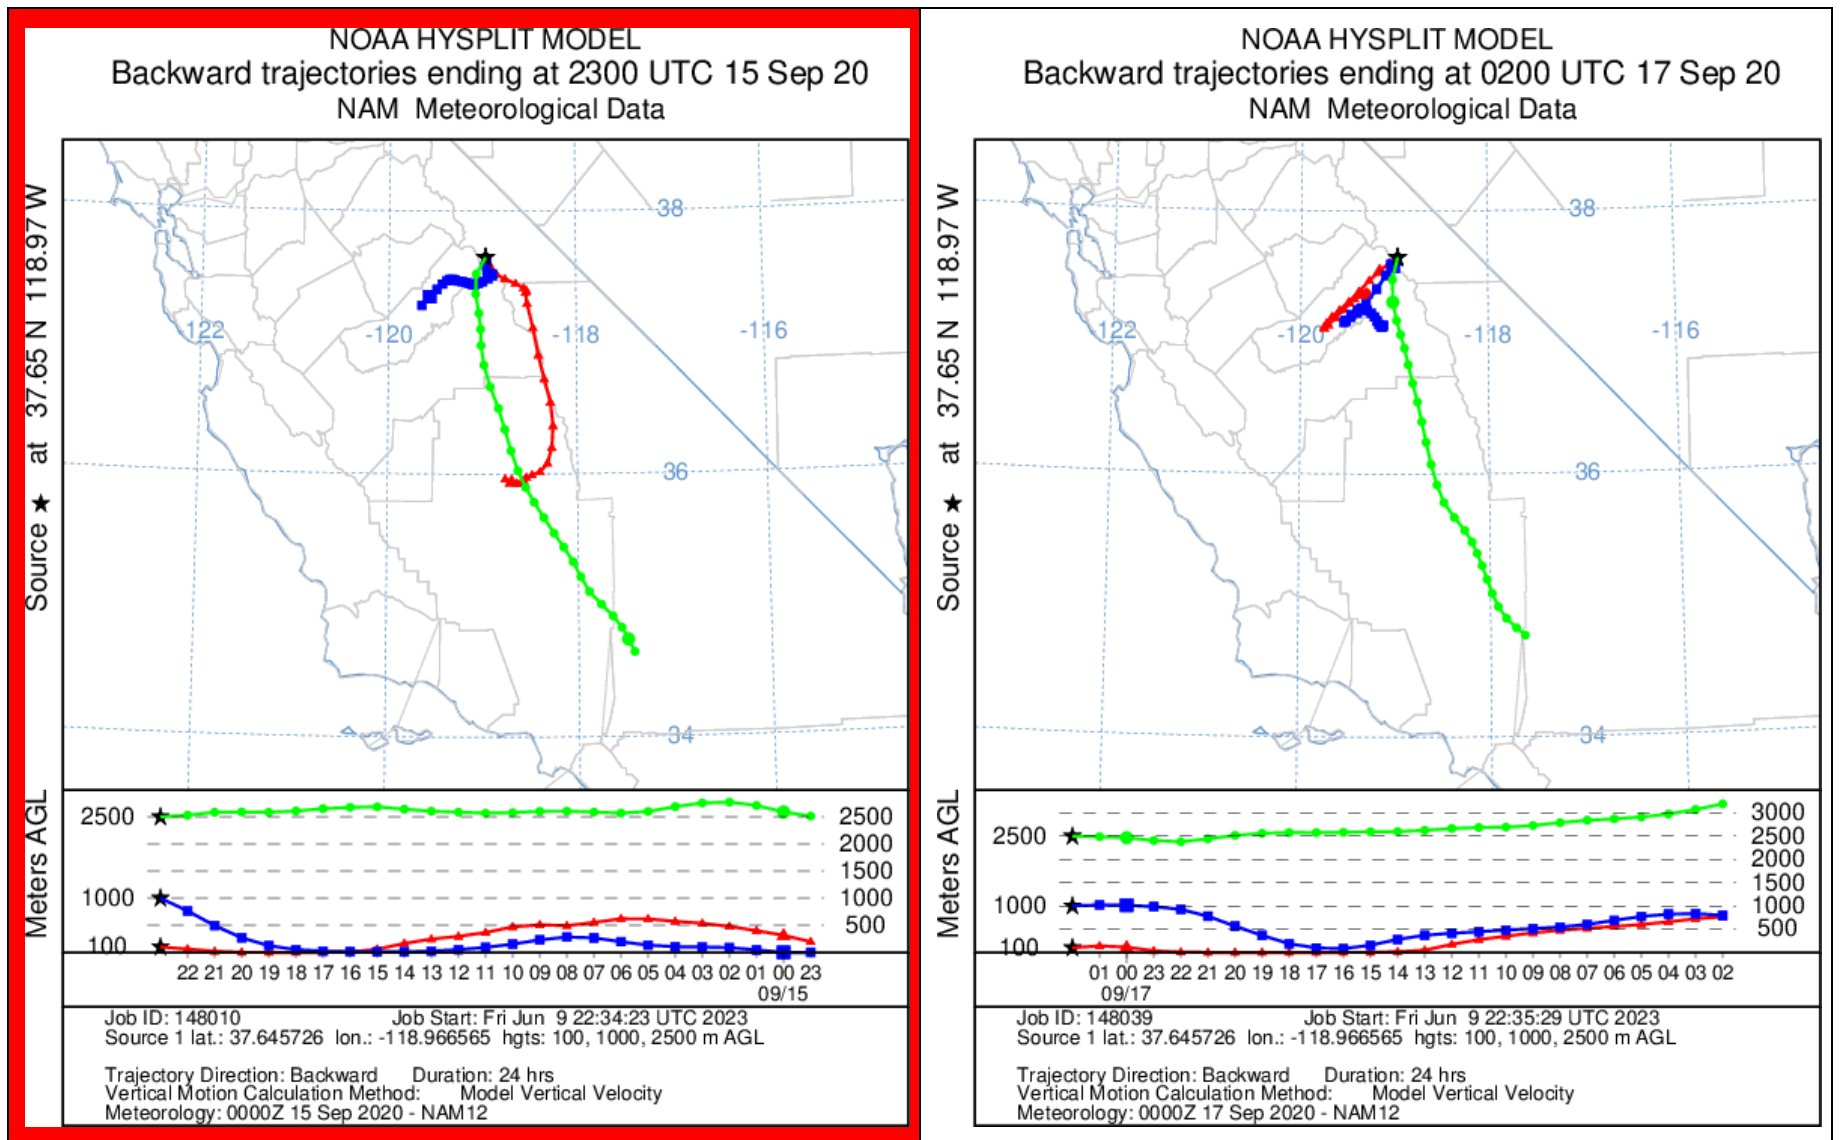 NOAA HYSPLIT MODEL
Backward trajectories ending at 2300 UTC 15 Sep 20
NAM Meteorological Data
Source ★ at 37.65 N 118.97 W
38
-122
-120
-118
-116
36
34
Meters AGL
2500
1000
100
2500
2000
1500
1000
500
22 21 20 19 18 17 16 15 14 13 12 11 10 09 08 07 06 05 04 03 02 01 00 23
09/15
Job ID: 148010 Job Start: Fri Jun 9 22:34:23 UTC 2023
Source 1 lat.: 37.645726 lon.: -118.966565 hgts: 100, 1000, 2500 m AGL
Trajectory Direction: Backward Duration: 24 hrs
Vertical Motion Calculation Method: Model Vertical Velocity
Meteorology: 0000Z 15 Sep 2020 - NAM12
NOAA HYSPLIT MODEL
Backward trajectories ending at 0200 UTC 17 Sep 20
NAM Meteorological Data
Source ★ at 37.65 N 118.97 W
38
-122
-120
-118
-116
36
34
Meters AGL
2500
1000
100
3000
2500
2000
1500
1000
500
01 00 23 22 21 20 19 18 17 16 15 14 13 12 11 10 09 08 07 06 05 04 03 02
09/17
Job ID: 148039 Job Start: Fri Jun 9 22:35:29 UTC 2023
Source 1 lat.: 37.645726 lon.: -118.966565 hgts: 100, 1000, 2500 m AGL
Trajectory Direction: Backward Duration: 24 hrs
Vertical Motion Calculation Method: Model Vertical Velocity
Meteorology: 0000Z 17 Sep 2020 - NAM12